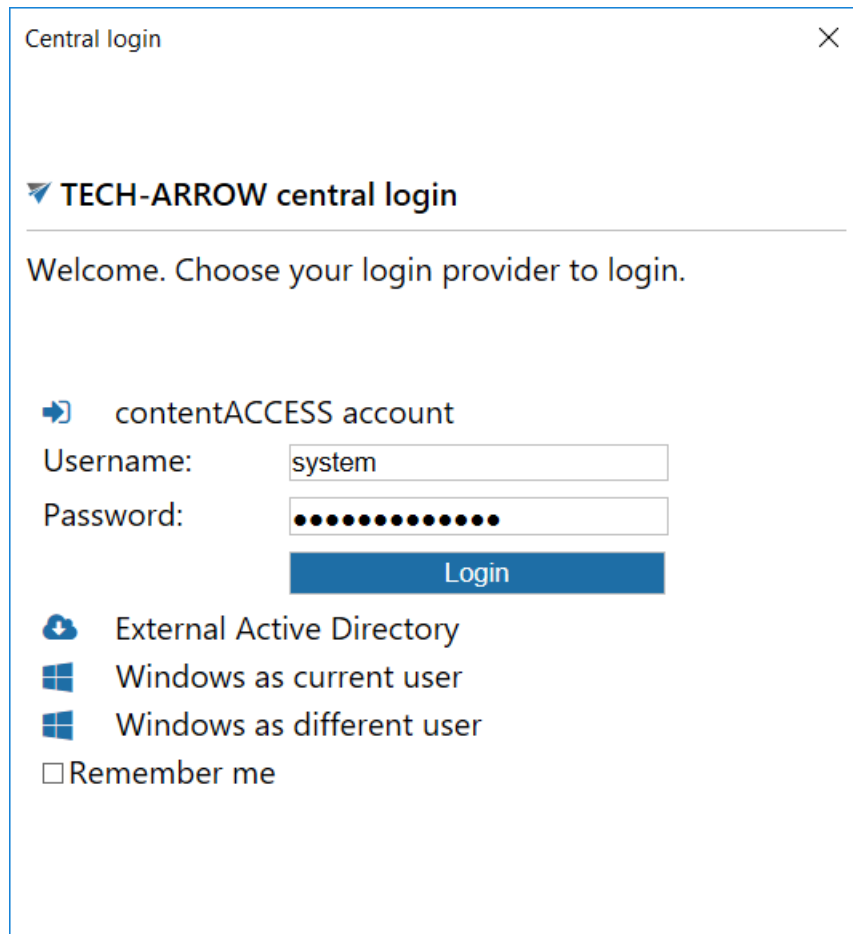 Central login
TECH-ARROW central login
Welcome. Choose your login provider to login.
contentACCESS account
Username: system
Password: •••••••••••••
Login
External Active Directory
Windows as current user
Windows as different user
Remember me